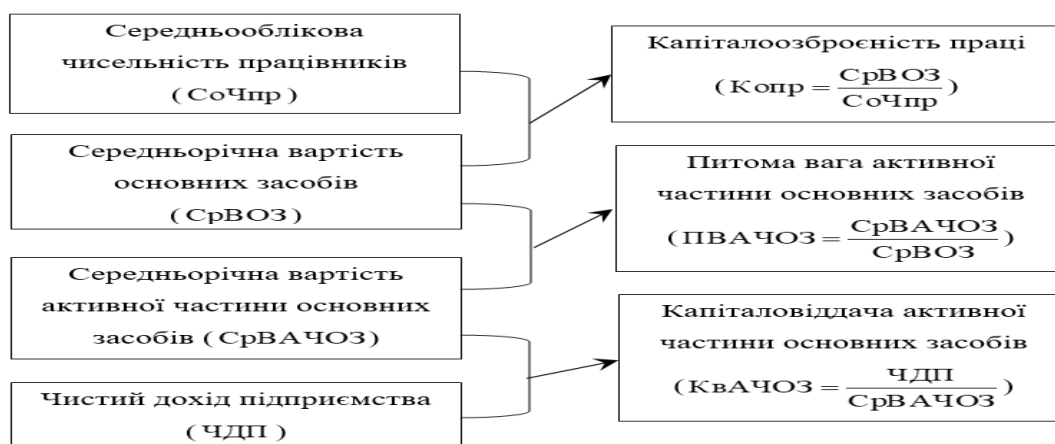 Середньооблікова
чисельність працівників
(СоЧпр)
Середньорічна вартість
основних засобів
(СрВОЗ)
Середньорічна вартість
активної частини основних
засобів (СрВАЧОЗ)
Чистий дохід підприємства
(ЧДП)
Капіталоозброєність праці
(Копр = СрВОЗ / СоЧпр)
Питома вага активної
частини основних засобів
(ПВАЧОЗ = СрВАЧОЗ / СрВОЗ)
Капіталовіддача активної
частини основних засобів
(КвАЧОЗ = ЧДП / СрВАЧОЗ)